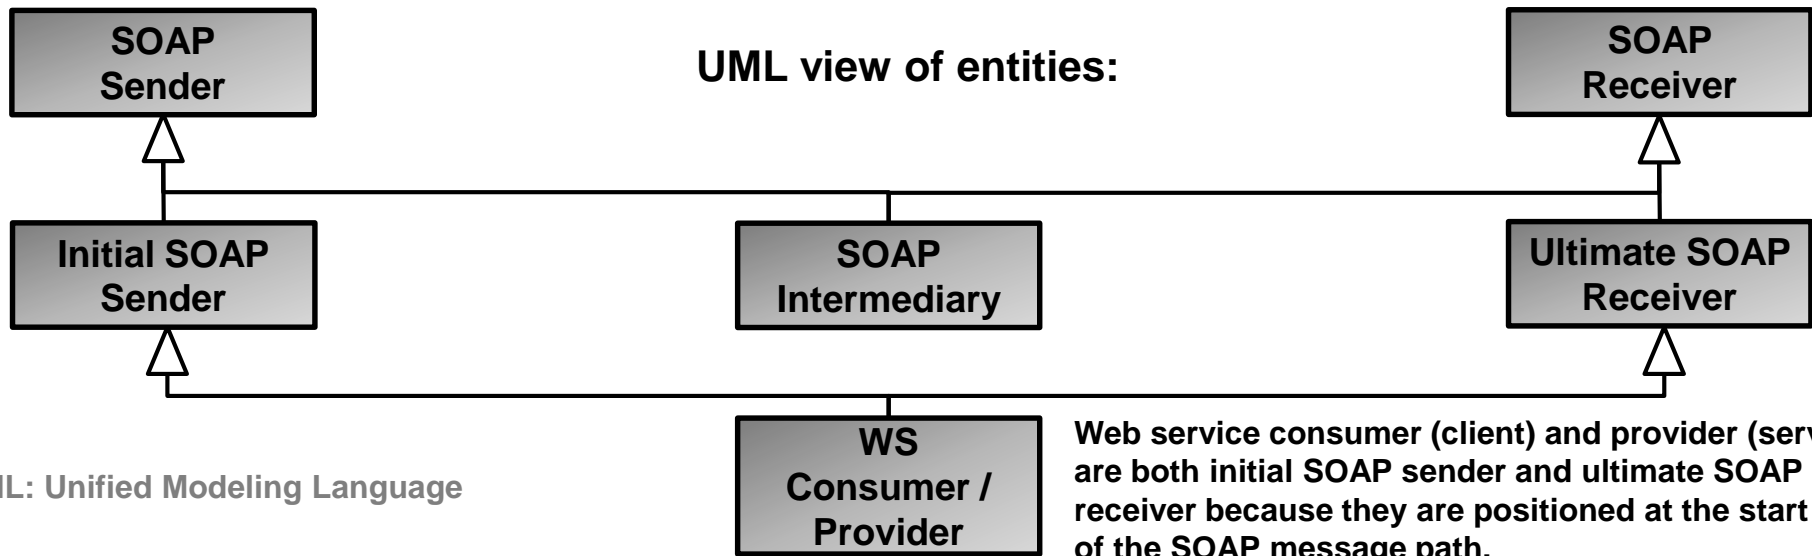 SOAP
Sender
UML view of entities:
SOAP
Receiver
Initial SOAP
Sender
SOAP
Intermediary
Ultimate SOAP
Receiver
WS
Consumer /
Provider
Web service consumer (client) and provider (serv
are both initial SOAP sender and ultimate SOAP
receiver because they are positioned at the start
of the SOAP message path.
ML: Unified Modeling Language